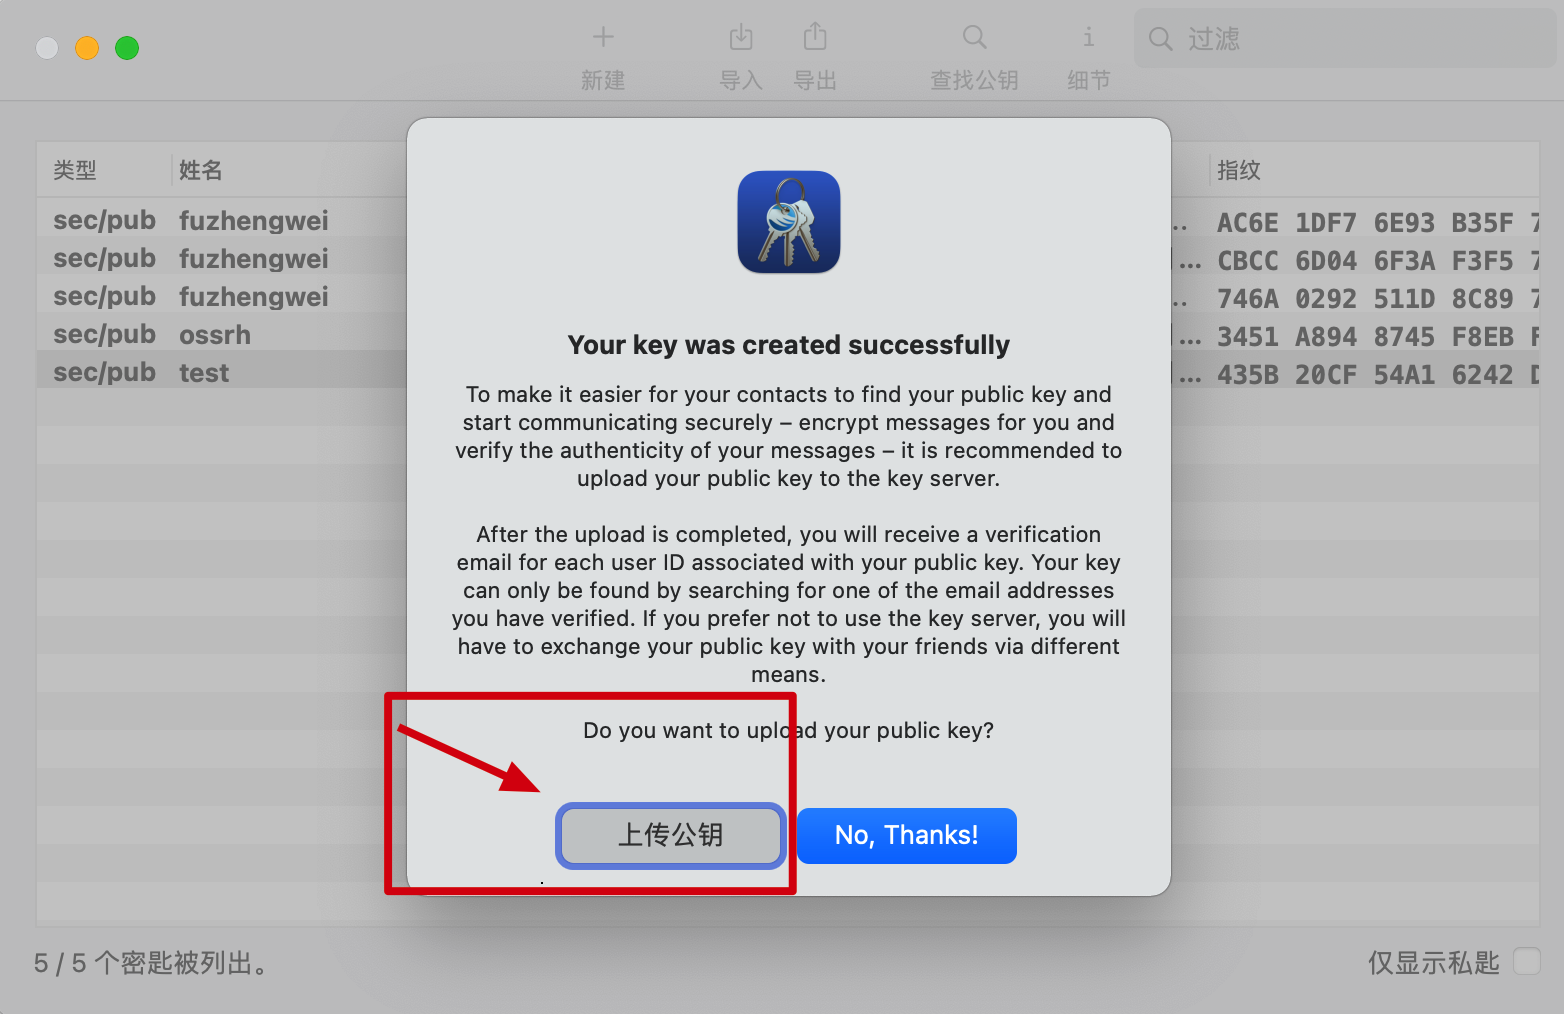 新建
导入
导出
查找公钥
细节
过滤
类型 姓名 指纹
sec/pub fuzhengwei .. AC6E 1DF7 6E93 B35F 7
sec/pub fuzhengwei ... CBCC 6D04 6F3A F3F5 7
sec/pub fuzhengwei .. 746A 0292 511D 8C89 7
sec/pub ossrh ... 3451 A894 8745 F8EB
sec/pub test ... 435B 20CF 54A1 6242
Your key was created successfully
To make it easier for your contacts to find your public key and
start communicating securely – encrypt messages for you and
verify the authenticity of your messages – it is recommended to
upload your public key to the key server.
After the upload is completed, you will receive a verification
email for each user ID associated with your public key. Your key
can only be found by searching for one of the email addresses
you have verified. If you prefer not to use the key server, you will
have to exchange your public key with your friends via different
means.
Do you want to upload your public key?
上传公钥
No, Thanks!
5 / 5 个密匙被列出。
仅显示私匙